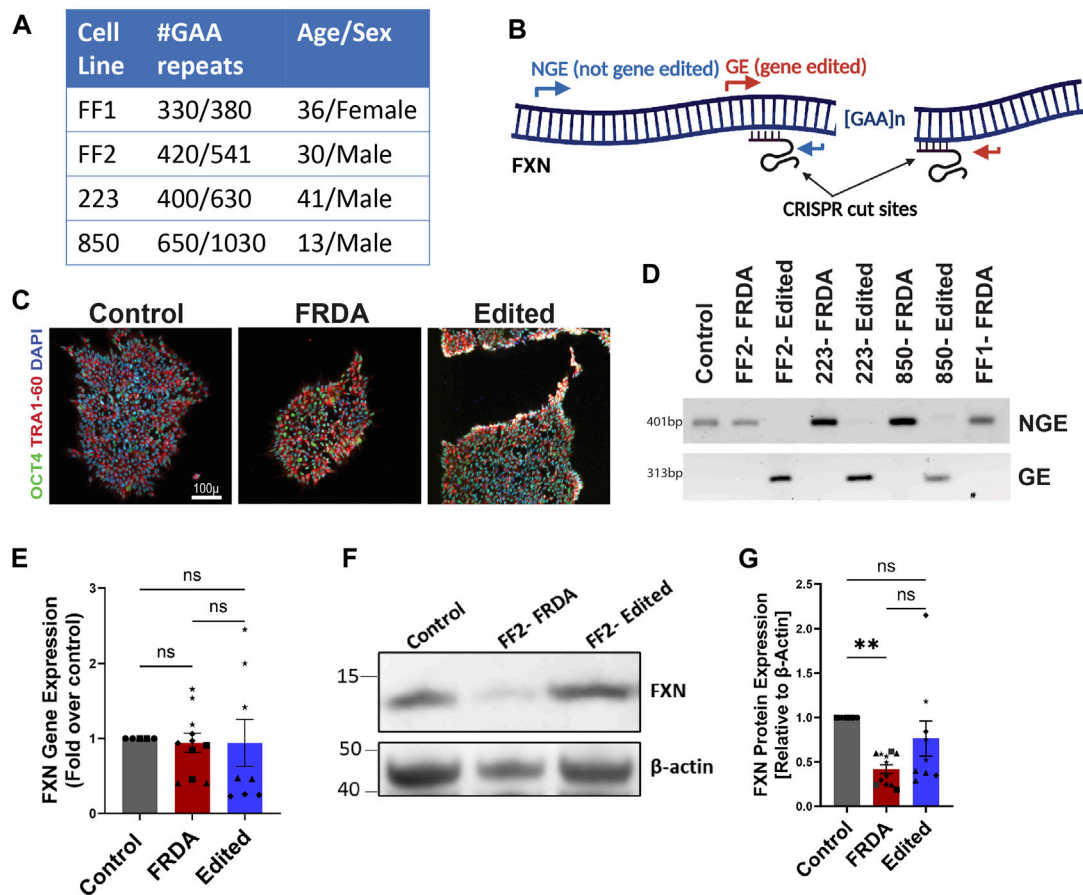 A
Cell Line #GAA repeats Age/Sex
FF1 330/380 36/Female
FF2 420/541 30/Male
223 400/630 41/Male
850 650/1030 13/Male
B
NGE (not gene edited) GE (gene edited)
[GAA]n
FXN
CRISPR cut sites
C
Control FRDA Edited
OCT4 TRA1-60 DAPI
100µ
D
Control FF2- FRDA FF2- Edited 223- FRDA 223- Edited 850- FRDA 850- Edited FF1- FRDA
401bp NGE
313bp GE
E
FXN Gene Expression
(Fold over control)
3
2
1
0
ns
ns
ns
Control FRDA Edited
F
Control FF2- FRDA FF2- Edited
15 FXN
50
40 β-actin
G
FXN Protein Expression
[Relative to β-Actin]
2.5
2.0
1.5
1.0
0.5
0.0
ns
ns
**
Control FRDA Edited